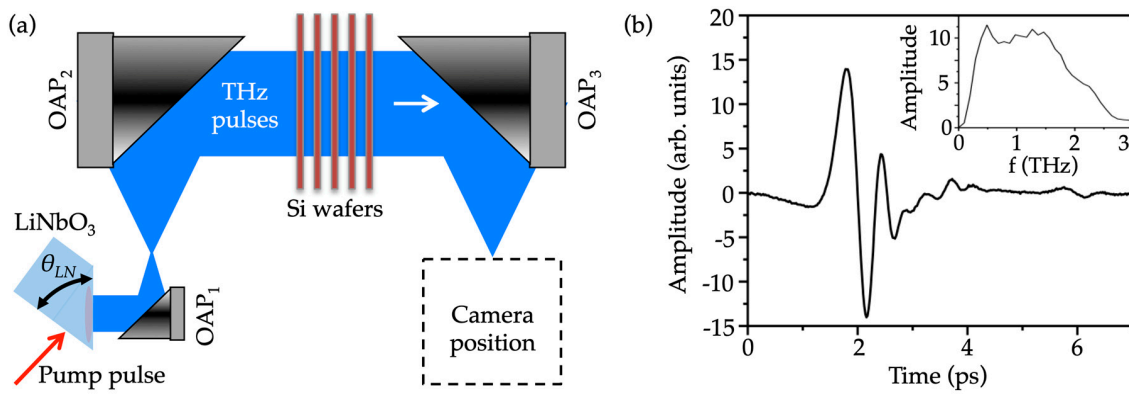 (a)
OAP₂
THz
pulses
OAP₃
Si wafers
LiNbO₃
θ_LN
OAP₁
Pump pulse
Camera
position
(b)
20
15
10
5
0
-5
-10
-15
Amplitude (arb. units)
0
2
4
6
Time (ps)
10
5
0
Amplitude
0
1
2
3
f (THz)